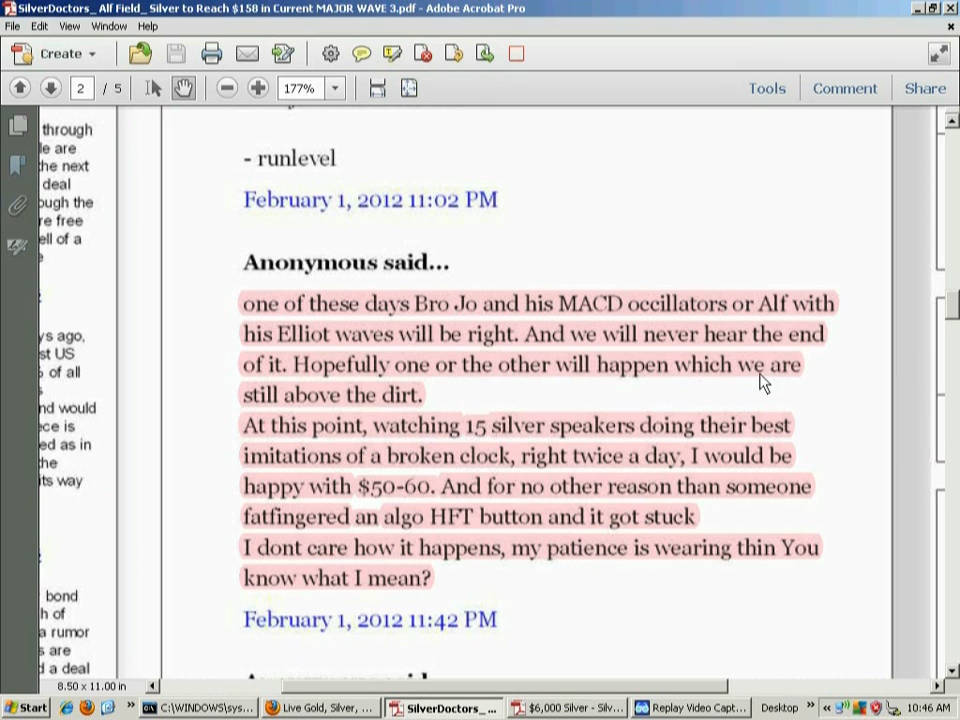 SilverDoctors_ Alf Field_ Silver to Reach $158 in Current MAJOR WAVE 3.pdf - Adobe Acrobat Pro
File Edit View Window Help
Create
2 / 5 177% Tools Comment Share
through
le are
he next
deal
ough the
re free
ell of a
- runlevel
February 1, 2012 11:02 PM
Anonymous said...
one of these days Bro Jo and his MACD occillators or Alf with
his Elliot waves will be right. And we will never hear the end
of it. Hopefully one or the other will happen which we are
still above the dirt.
At this point, watching 15 silver speakers doing their best
imitations of a broken clock, right twice a day, I would be
happy with $50-60. And for no other reason than someone
fatfingered an algo HFT button and it got stuck
I dont care how it happens, my patience is wearing thin You
know what I mean?
February 1, 2012 11:42 PM
ys ago,
st US
of all
nd would
ce is
ed as in
he
its way
bond
h of
a rumor
s are
d a deal
8.50 x 11.00 in
Start C:\WINDOWS\sys... Live Gold, Silver, ... SilverDoctors_ ... $6,000 Silver - Silv... Replay Video Capt... Desktop 10:46 AM